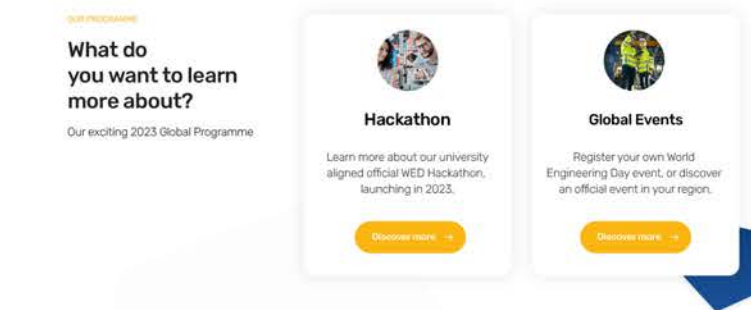 OUR PROGRAMME
What do
you want to learn
more about?
Our exciting 2023 Global Programme
Hackathon
Learn more about our university
aligned official WED Hackathon,
launching in 2023.
Discover more →
Global Events
Register your own World
Engineering Day event, or discover
an official event in your region.
Discover more →